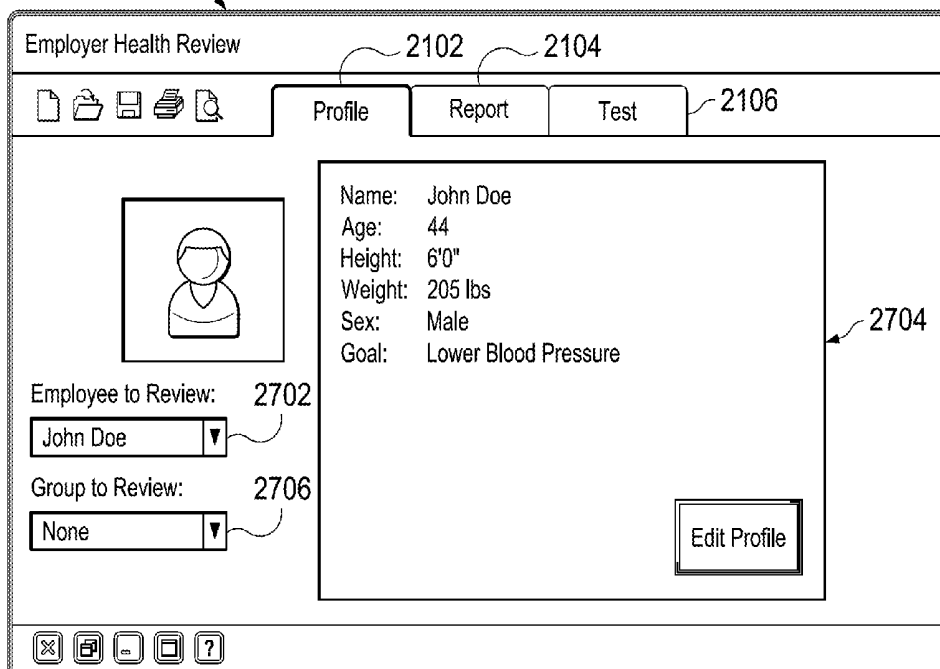 Employer Health Review
2102
2104
Profile
Report
Test
2106
Name: John Doe
Age: 44
Height: 6'0"
Weight: 205 lbs
Sex: Male
Goal: Lower Blood Pressure
2704
Employee to Review:
2702
John Doe
Group to Review:
2706
None
Edit Profile
?